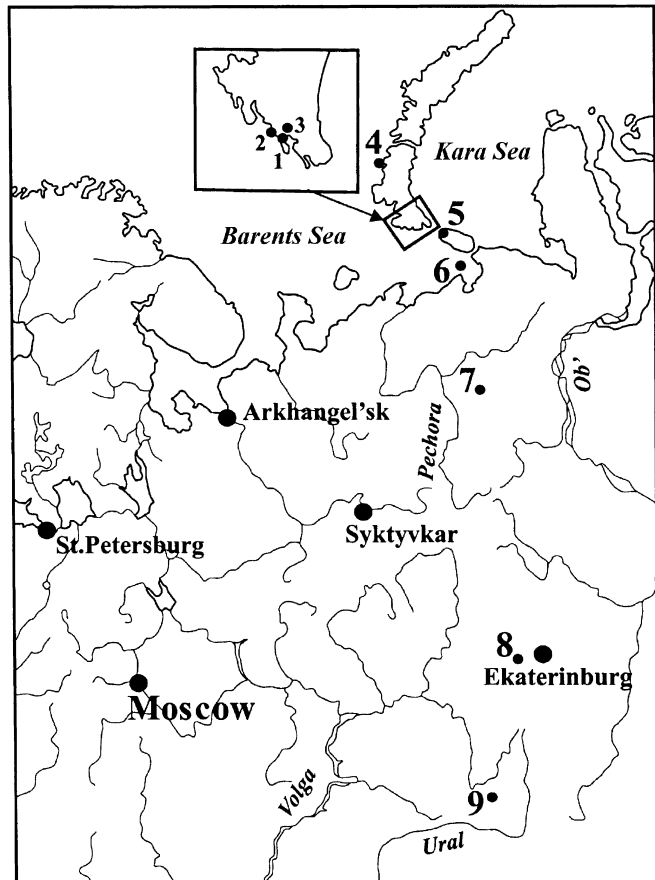 3
2
1
4
Kara Sea
Barents Sea
5
6
7
Ob'
Arkhangel'sk
Pechora
Syktyvkar
St.Petersburg
8
Ekaterinburg
Moscow
Volga
9
Ural